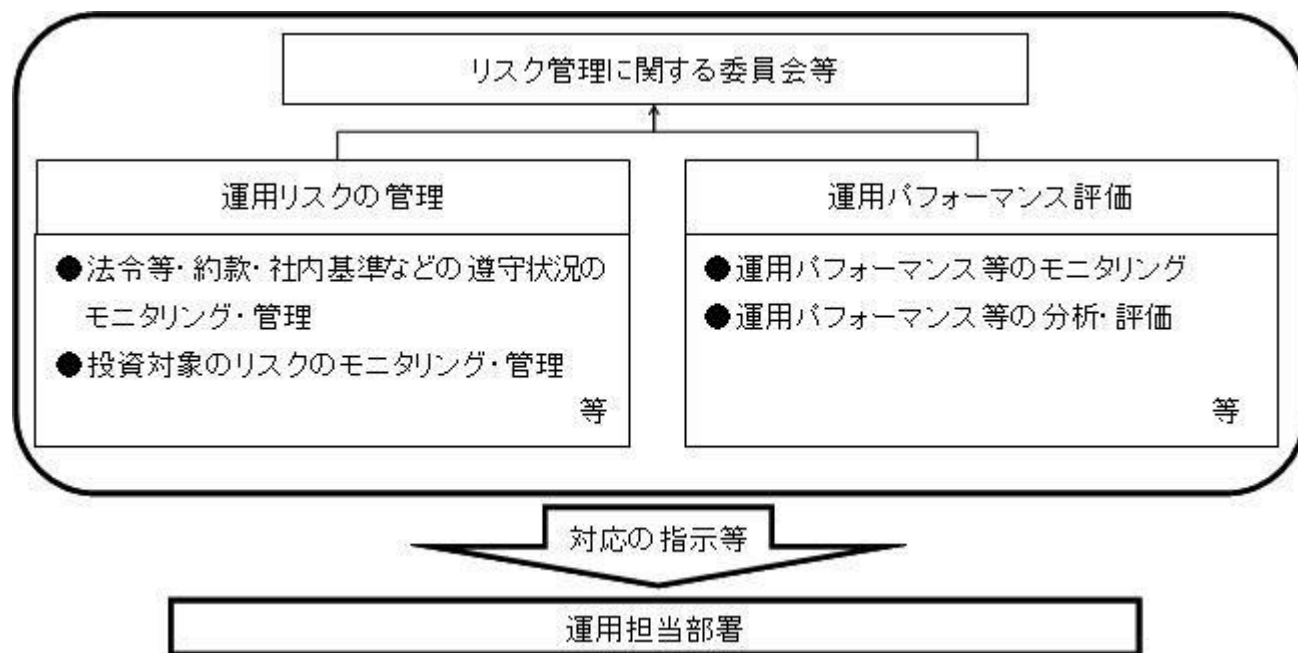 リスク管理に関する委員会等
運用リスクの管理
●法令等・約款・社内基準などの遵守状況の
モニタリング・管理
●投資対象のリスクのモニタリング・管理
等
運用パフォーマンス評価
●運用パフォーマンス等のモニタリング
●運用パフォーマンス等の分析・評価
等
対応の指示等
運用担当部署